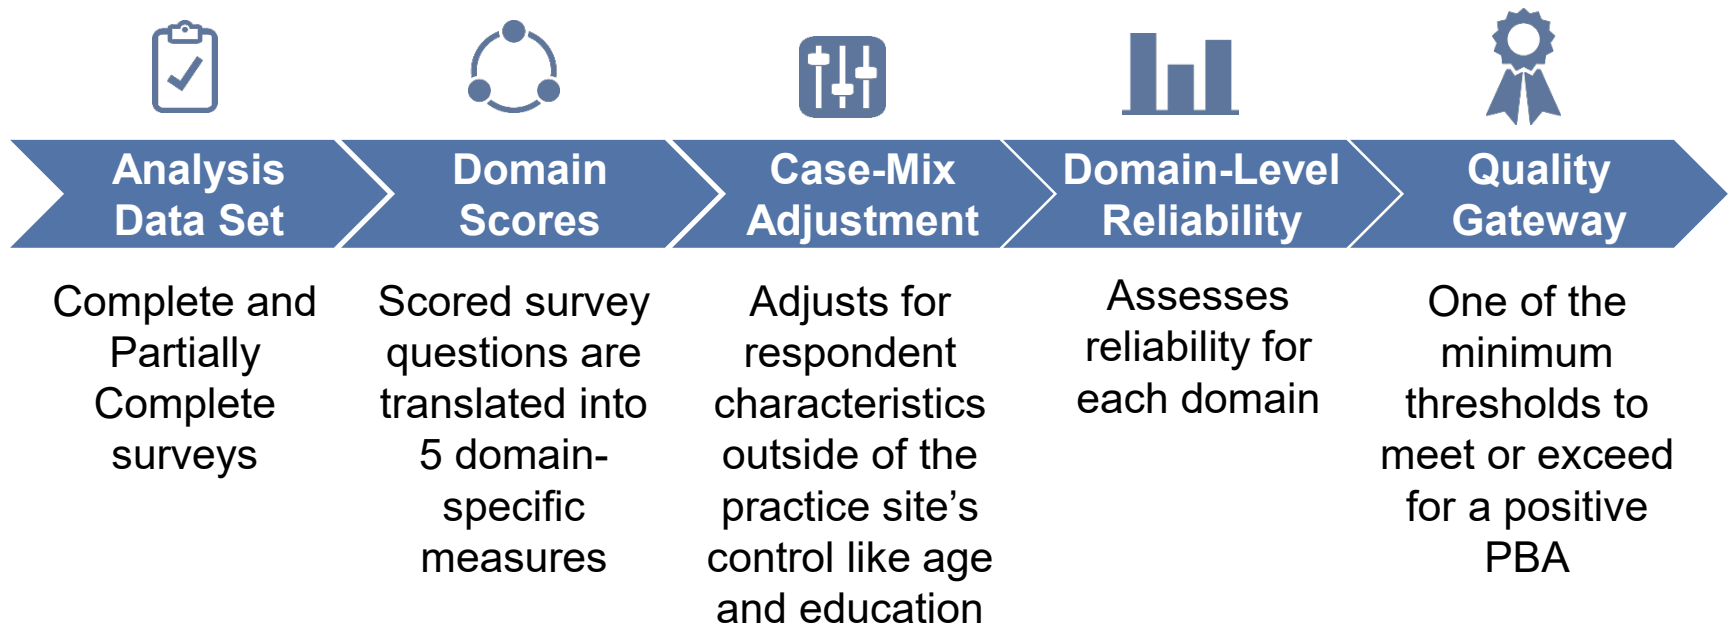 Analysis
Data Set
Domain
Scores
Case-Mix
Adjustment
Domain-Level
Reliability
Quality
Gateway
Complete and
Partially
Complete
surveys
Scored survey
questions are
translated into
5 domain-
specific
measures
Adjusts for
respondent
characteristics
outside of the
practice site’s
control like age
and education
Assesses
reliability for
each domain
One of the
minimum
thresholds to
meet or exceed
for a positive
PBA